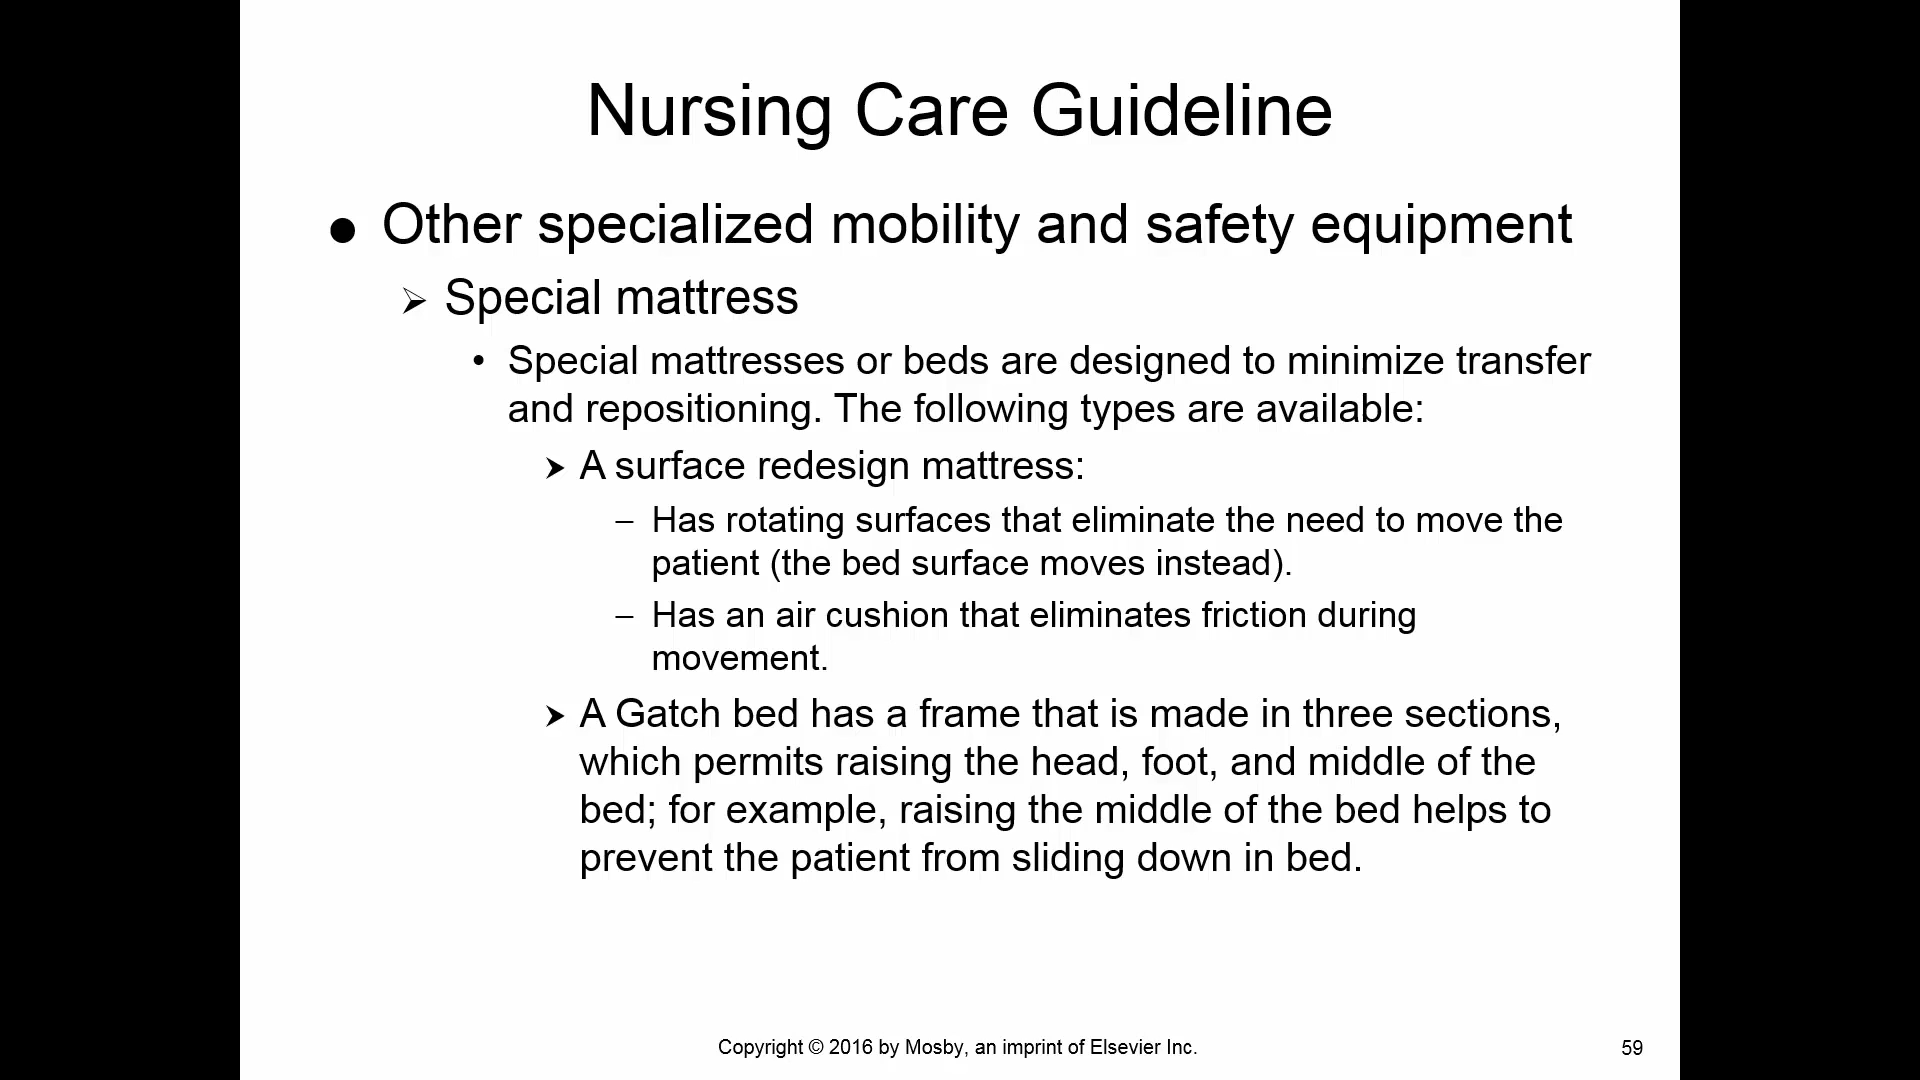 Nursing Care Guideline
● Other specialized mobility and safety equipment
➢ Special mattress
• Special mattresses or beds are designed to minimize transfer
and repositioning. The following types are available:
➤ A surface redesign mattress:
– Has rotating surfaces that eliminate the need to move the
patient (the bed surface moves instead).
– Has an air cushion that eliminates friction during
movement.
➤ A Gatch bed has a frame that is made in three sections,
which permits raising the head, foot, and middle of the
bed; for example, raising the middle of the bed helps to
prevent the patient from sliding down in bed.
Copyright © 2016 by Mosby, an imprint of Elsevier Inc.
59